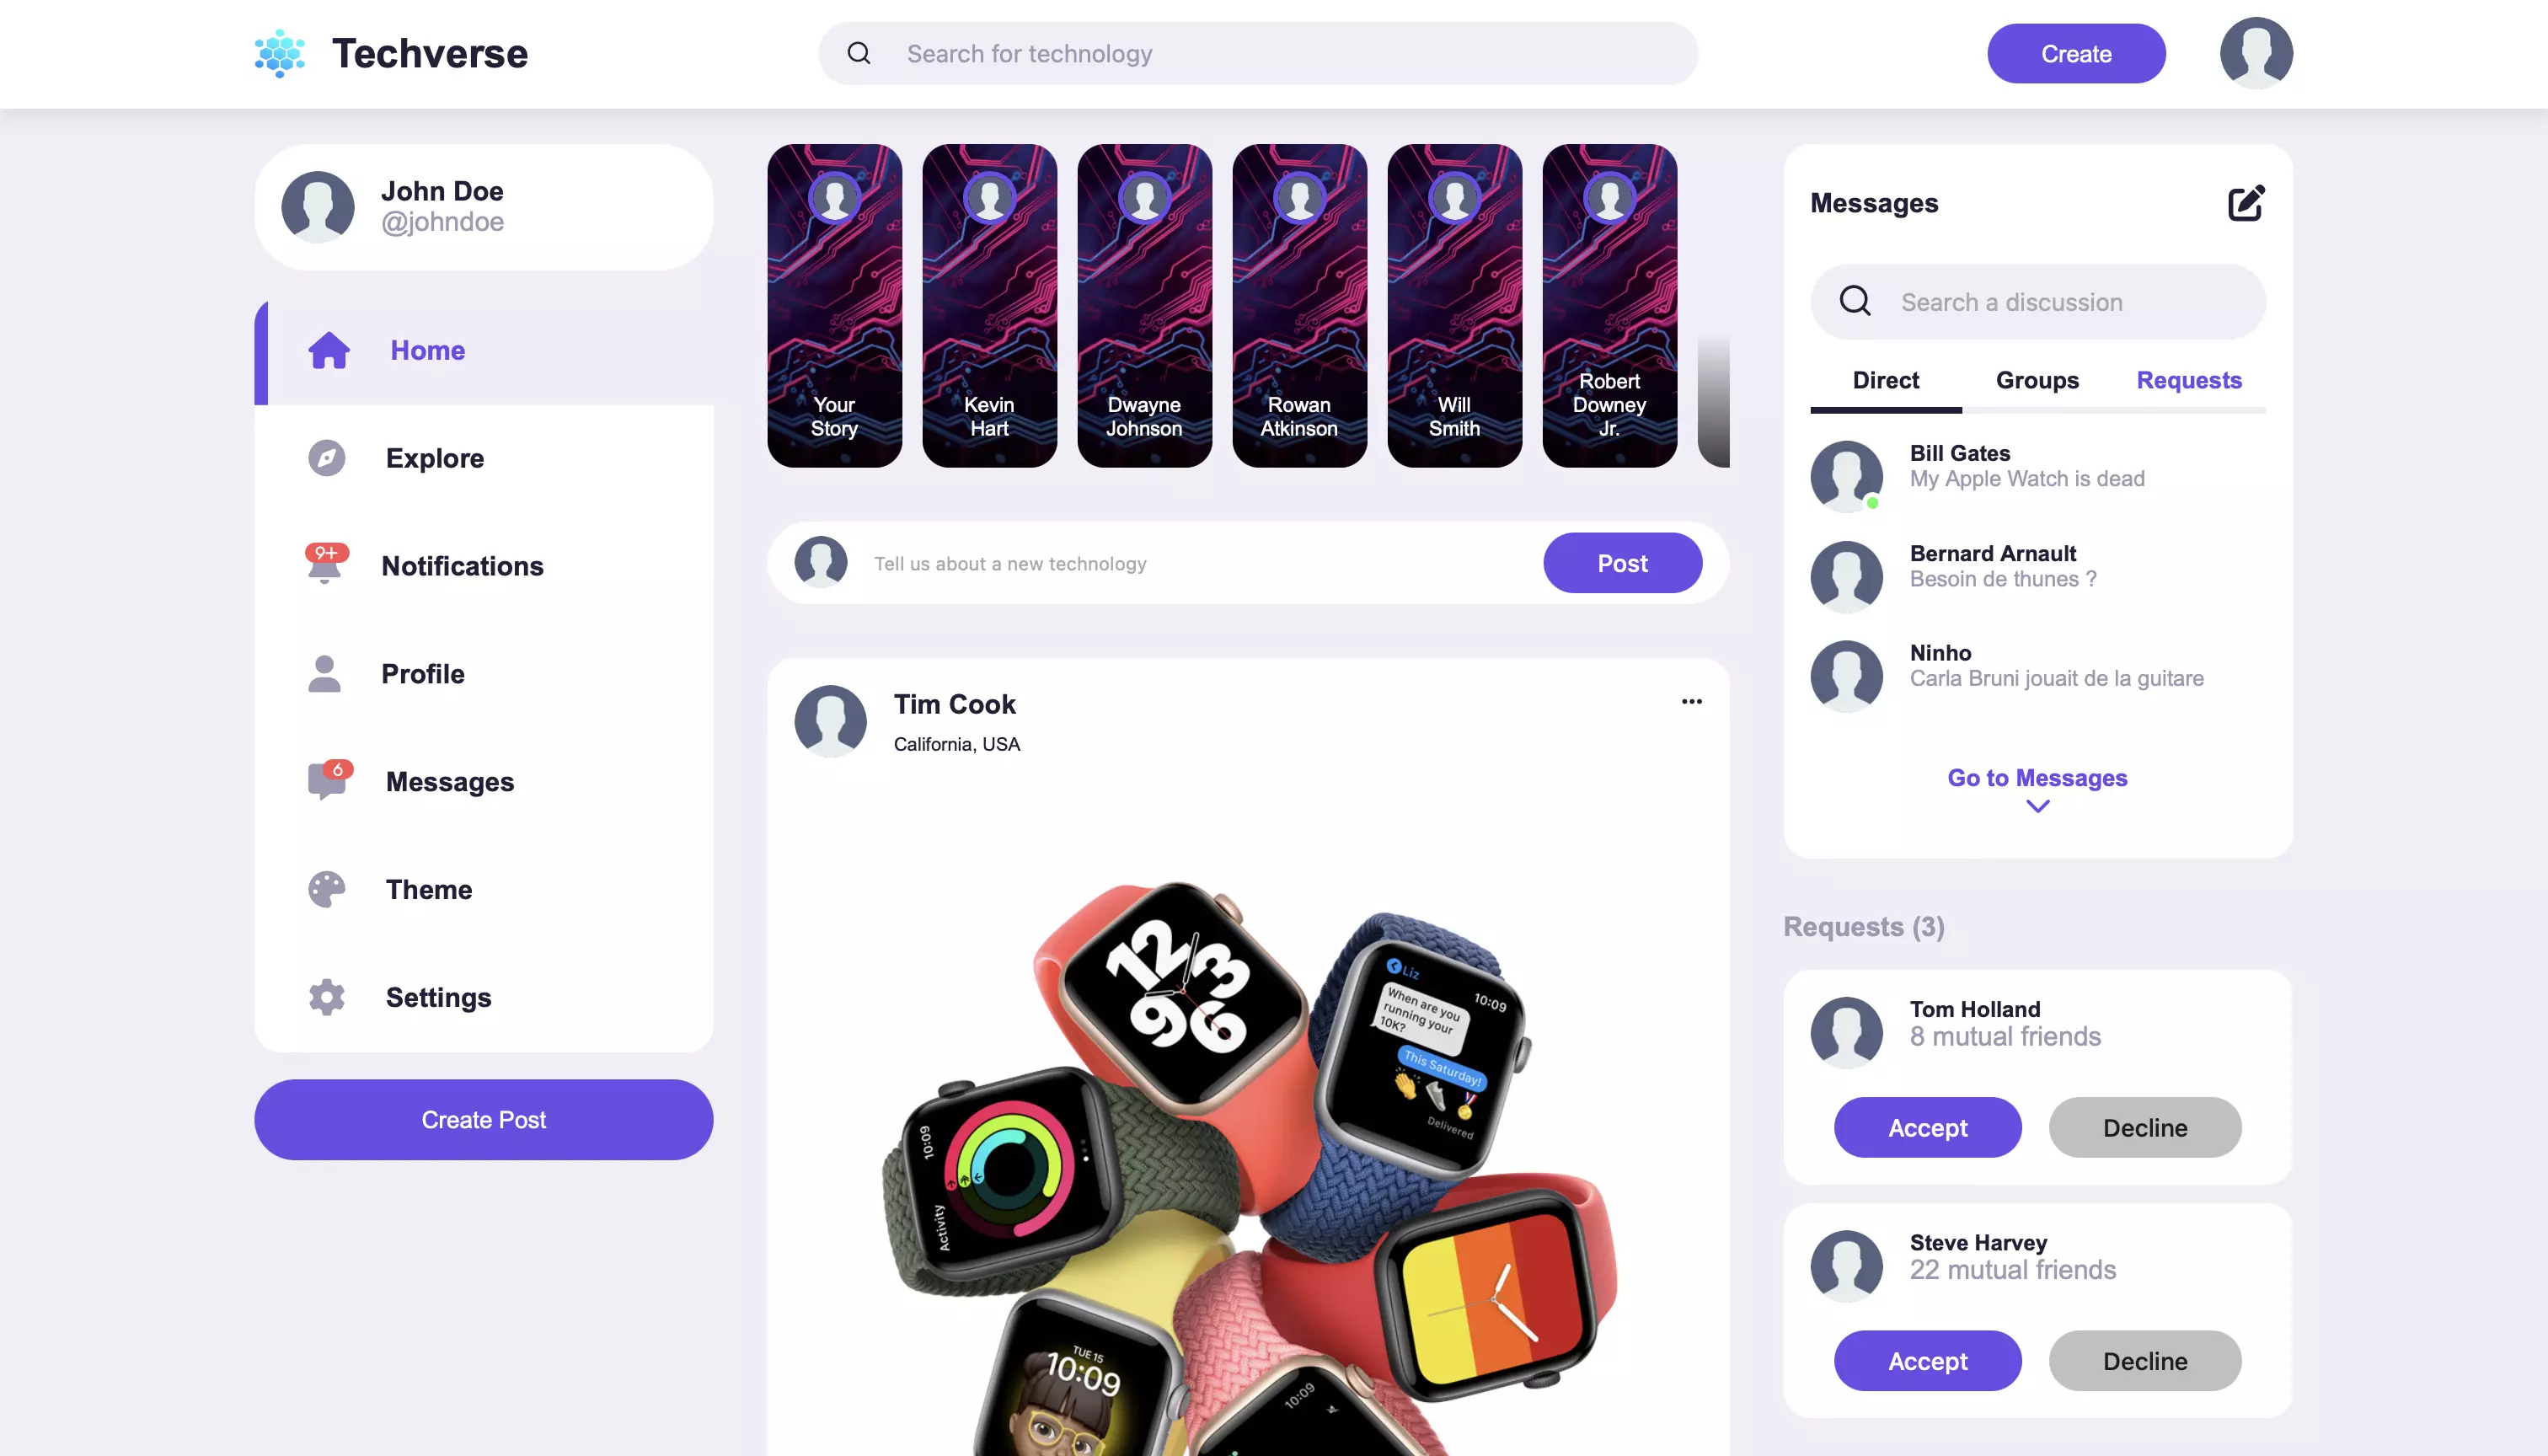 Techverse
Search for technology
Create
John Doe
@johndoe
Home
Explore
9+
Notifications
Profile
6
Messages
Theme
Settings
Create Post
Your
Story
Kevin
Hart
Dwayne
Johnson
Rowan
Atkinson
Will
Smith
Robert
Downey
Jr.
Tell us about a new technology
Post
Tim Cook
California, USA
12
3
9
6
Liz
10:09
When are you
running your
10K?
This Saturday!
Delivered
10:09
Activity
TUE 15
10:09
10:09
Messages
Search a discussion
Direct
Groups
Requests
Bill Gates
My Apple Watch is dead
Bernard Arnault
Besoin de thunes ?
Ninho
Carla Bruni jouait de la guitare
Go to Messages
Requests (3)
Tom Holland
8 mutual friends
Accept
Decline
Steve Harvey
22 mutual friends
Accept
Decline